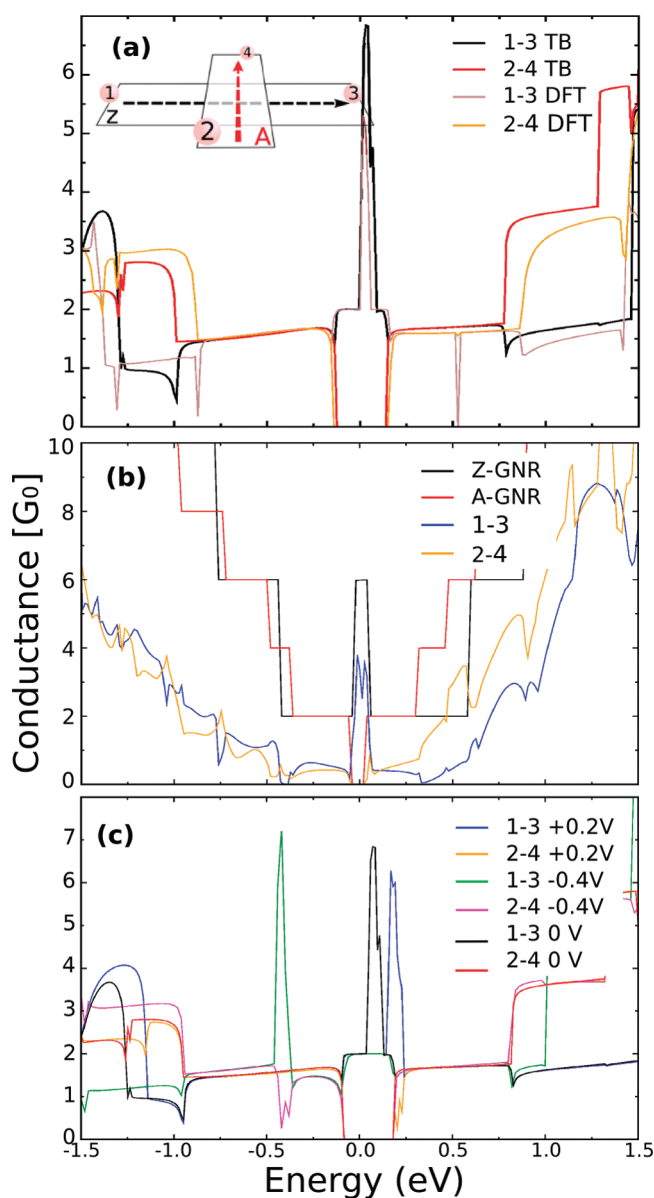 (a)
1
2
3
4
z
A
1-3 TB
2-4 TB
1-3 DFT
2-4 DFT
6
5
4
3
2
1
0
(b)
Z-GNR
A-GNR
1-3
2-4
10
8
6
4
2
0
Conductance [G₀]
(c)
1-3 +0.2V
2-4 +0.2V
1-3 -0.4V
2-4 -0.4V
1-3 0 V
2-4 0 V
7
6
5
4
3
2
1
0
-1.5 -1.0 -0.5 0.0 0.5 1.0 1.5
Energy (eV)